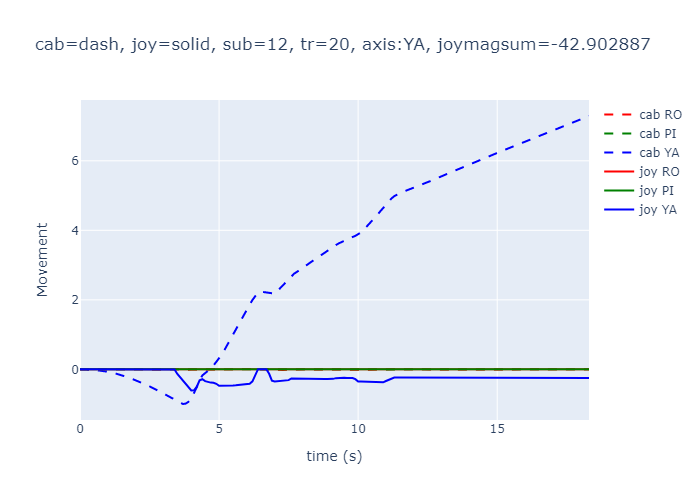 cab=dash, joy=solid, sub=12, tr=20, axis:YA, joymagsum=-42.902887
cab RO
cab PI
cab YA
joy RO
joy PI
joy YA
Movement
6
4
2
0
0
5
10
15
time (s)